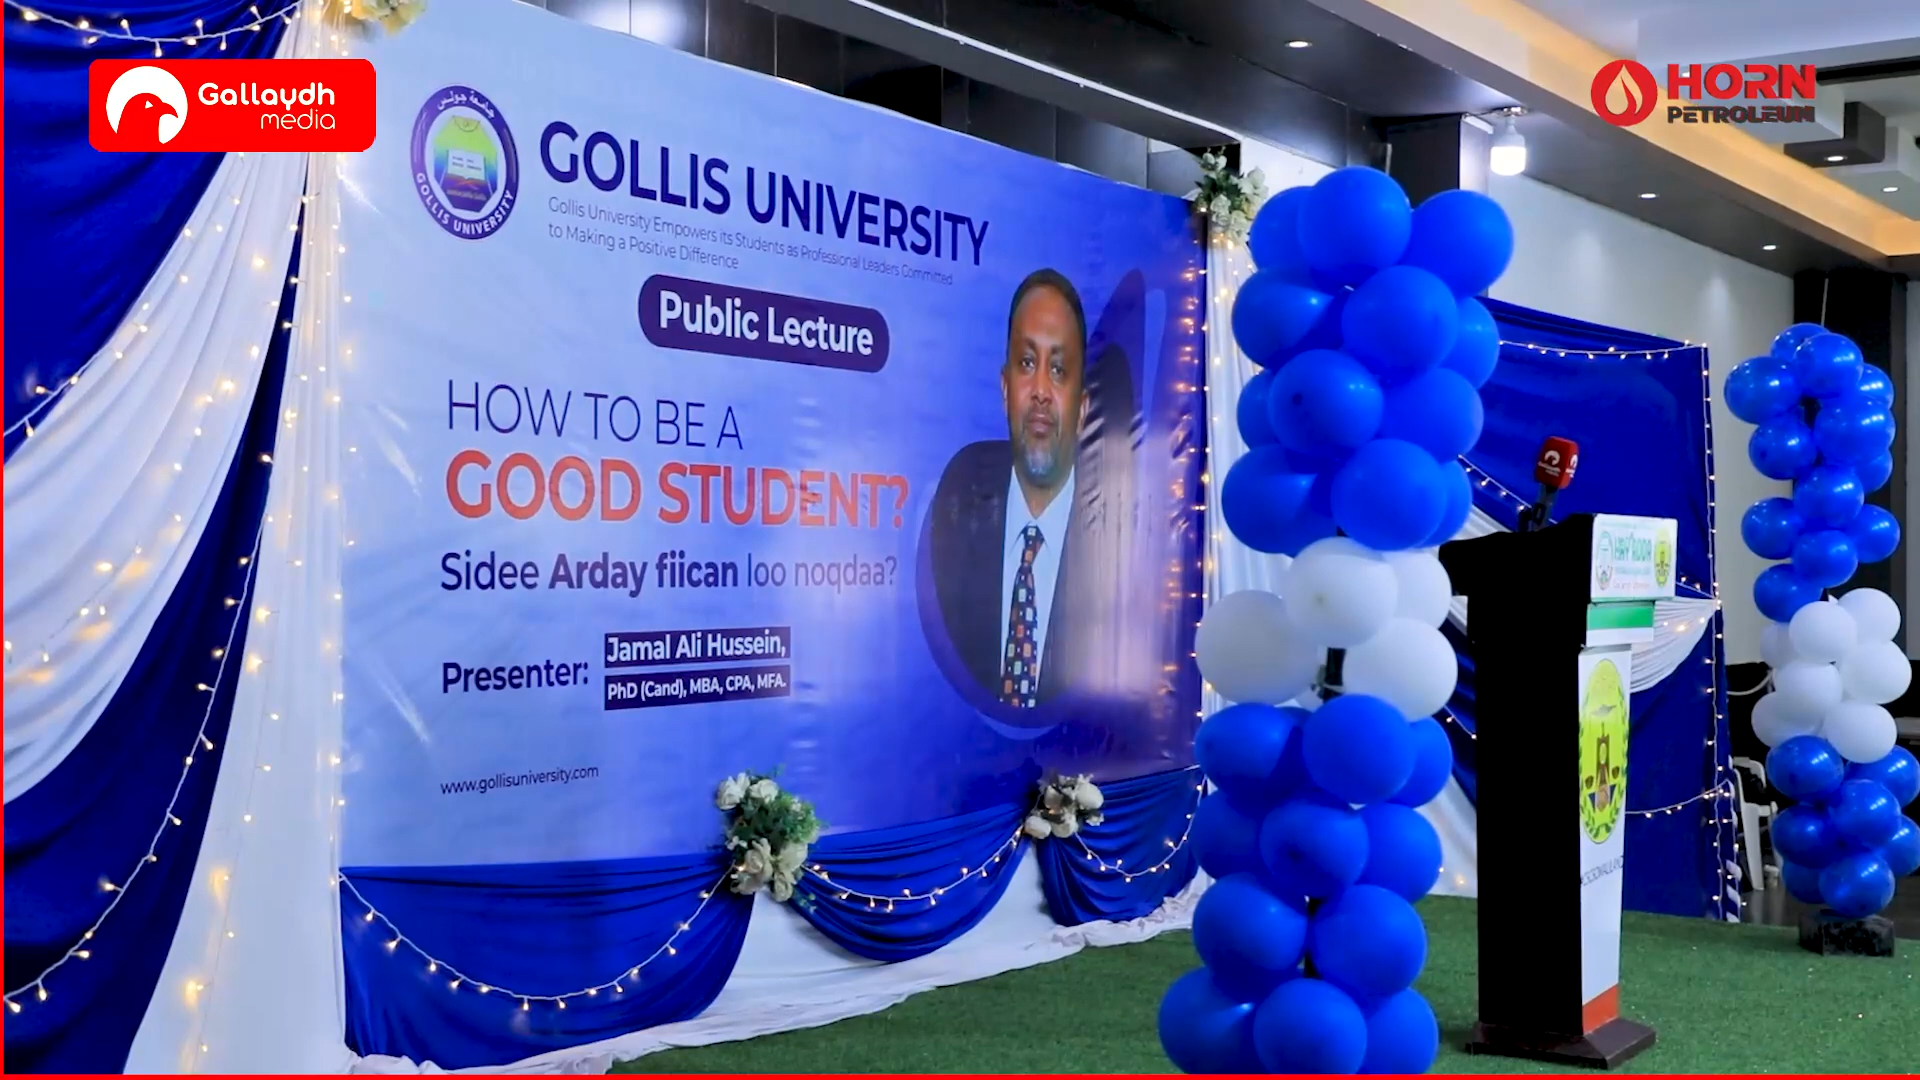 Gallaydh
media
HORN
PETROLEUM
جامعة جولس
GOLLIS UNIVERSITY
GOLLIS UNIVERSITY
Gollis University Empowers its Students as Professional Leaders Committed
to Making a Positive Difference
Public Lecture
HOW TO BE A
GOOD STUDENT?
Sidee Arday fiican loo noqdaa?
Presenter:
Jamal Ali Hussein,
PhD (Cand), MBA, CPA, MFA.
www.gollisuniversity.com